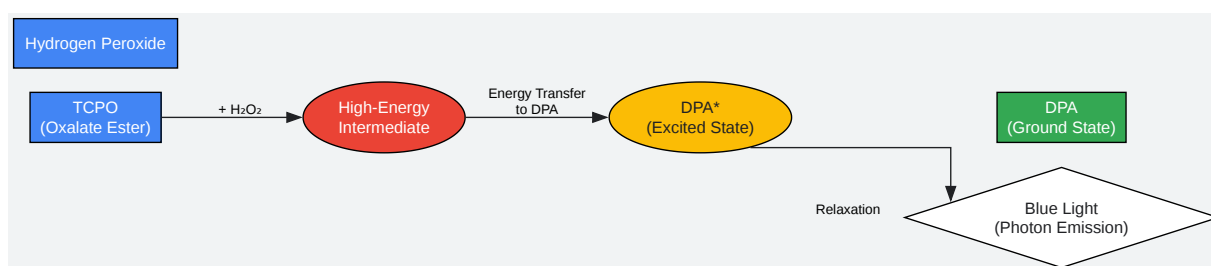 Hydrogen Peroxide
TCPO
(Oxalate Ester)
+ H₂O₂
High-Energy
Intermediate
Energy Transfer
to DPA
DPA*
(Excited State)
DPA
(Ground State)
Relaxation
Blue Light
(Photon Emission)